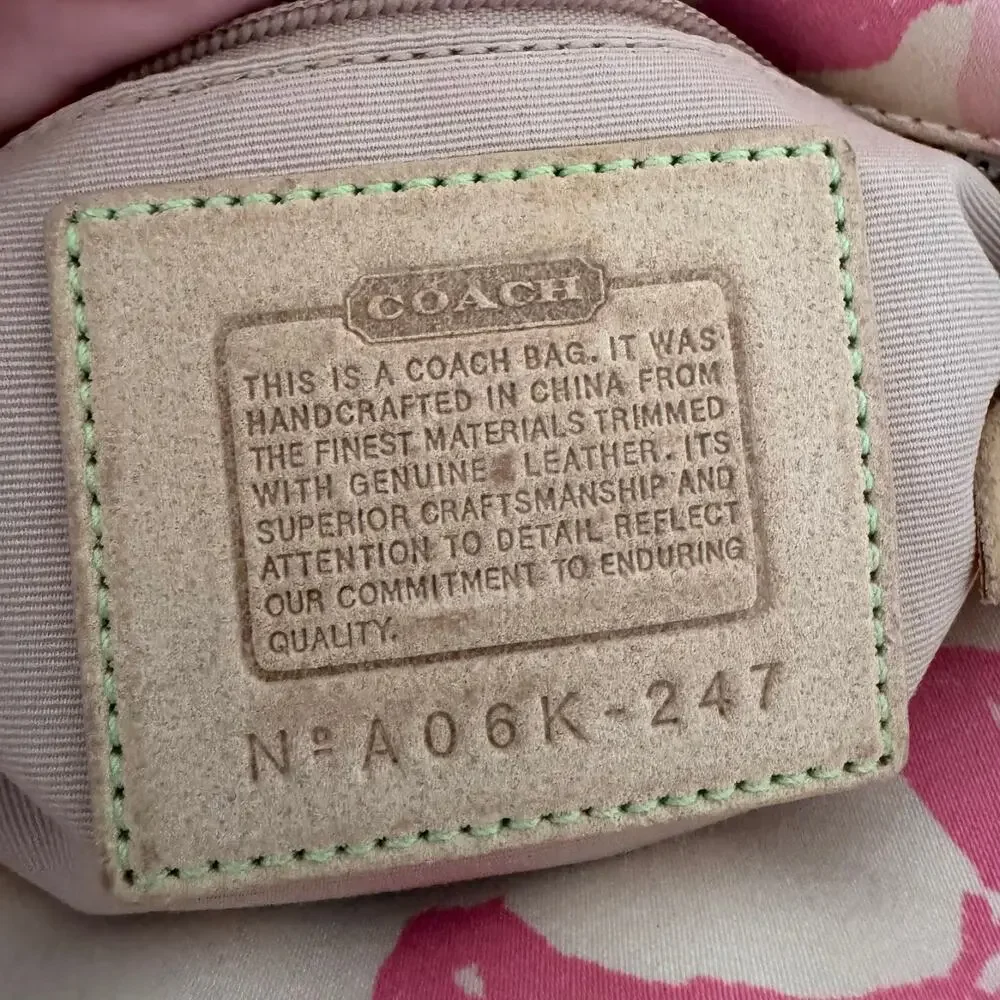 COACH
THIS IS A COACH BAG. IT WAS
HANDCRAFTED IN CHINA FROM
THE FINEST MATERIALS TRIMMED
WITH GENUINE LEATHER. ITS
SUPERIOR CRAFTSMANSHIP AND
ATTENTION TO DETAIL REFLECT
OUR COMMITMENT TO ENDURING
QUALITY.
Nº A06K-247